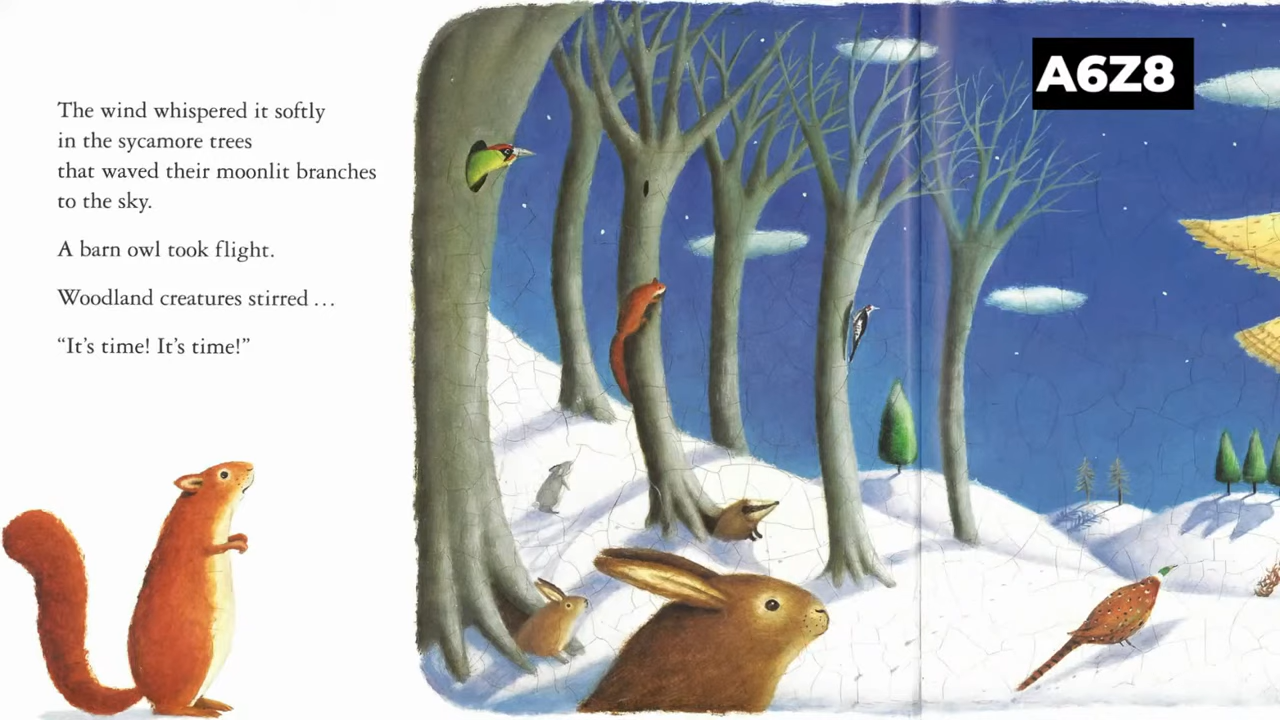 The wind whispered it softly
in the sycamore trees
that waved their moonlit branches
to the sky.
A barn owl took flight.
Woodland creatures stirred ...
“It’s time! It’s time!”
A6Z8